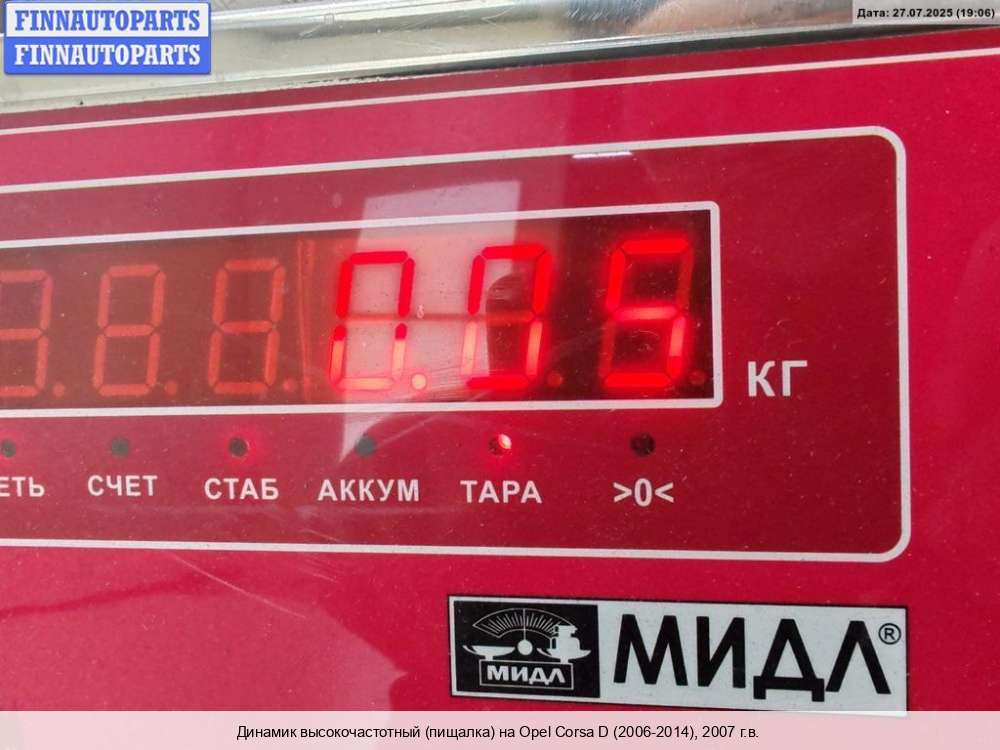 FINNAUTOPARTS
FINNAUTOPARTS
Дата: 27.07.2025 (19:06)
0.05
КГ
ЕТЬ СЧЕТ СТАБ АККУМ ТАРА >0<
МИДЛ
МИДЛ®
Динамик высокочастотный (пищалка) на Opel Corsa D (2006-2014), 2007 г.в.